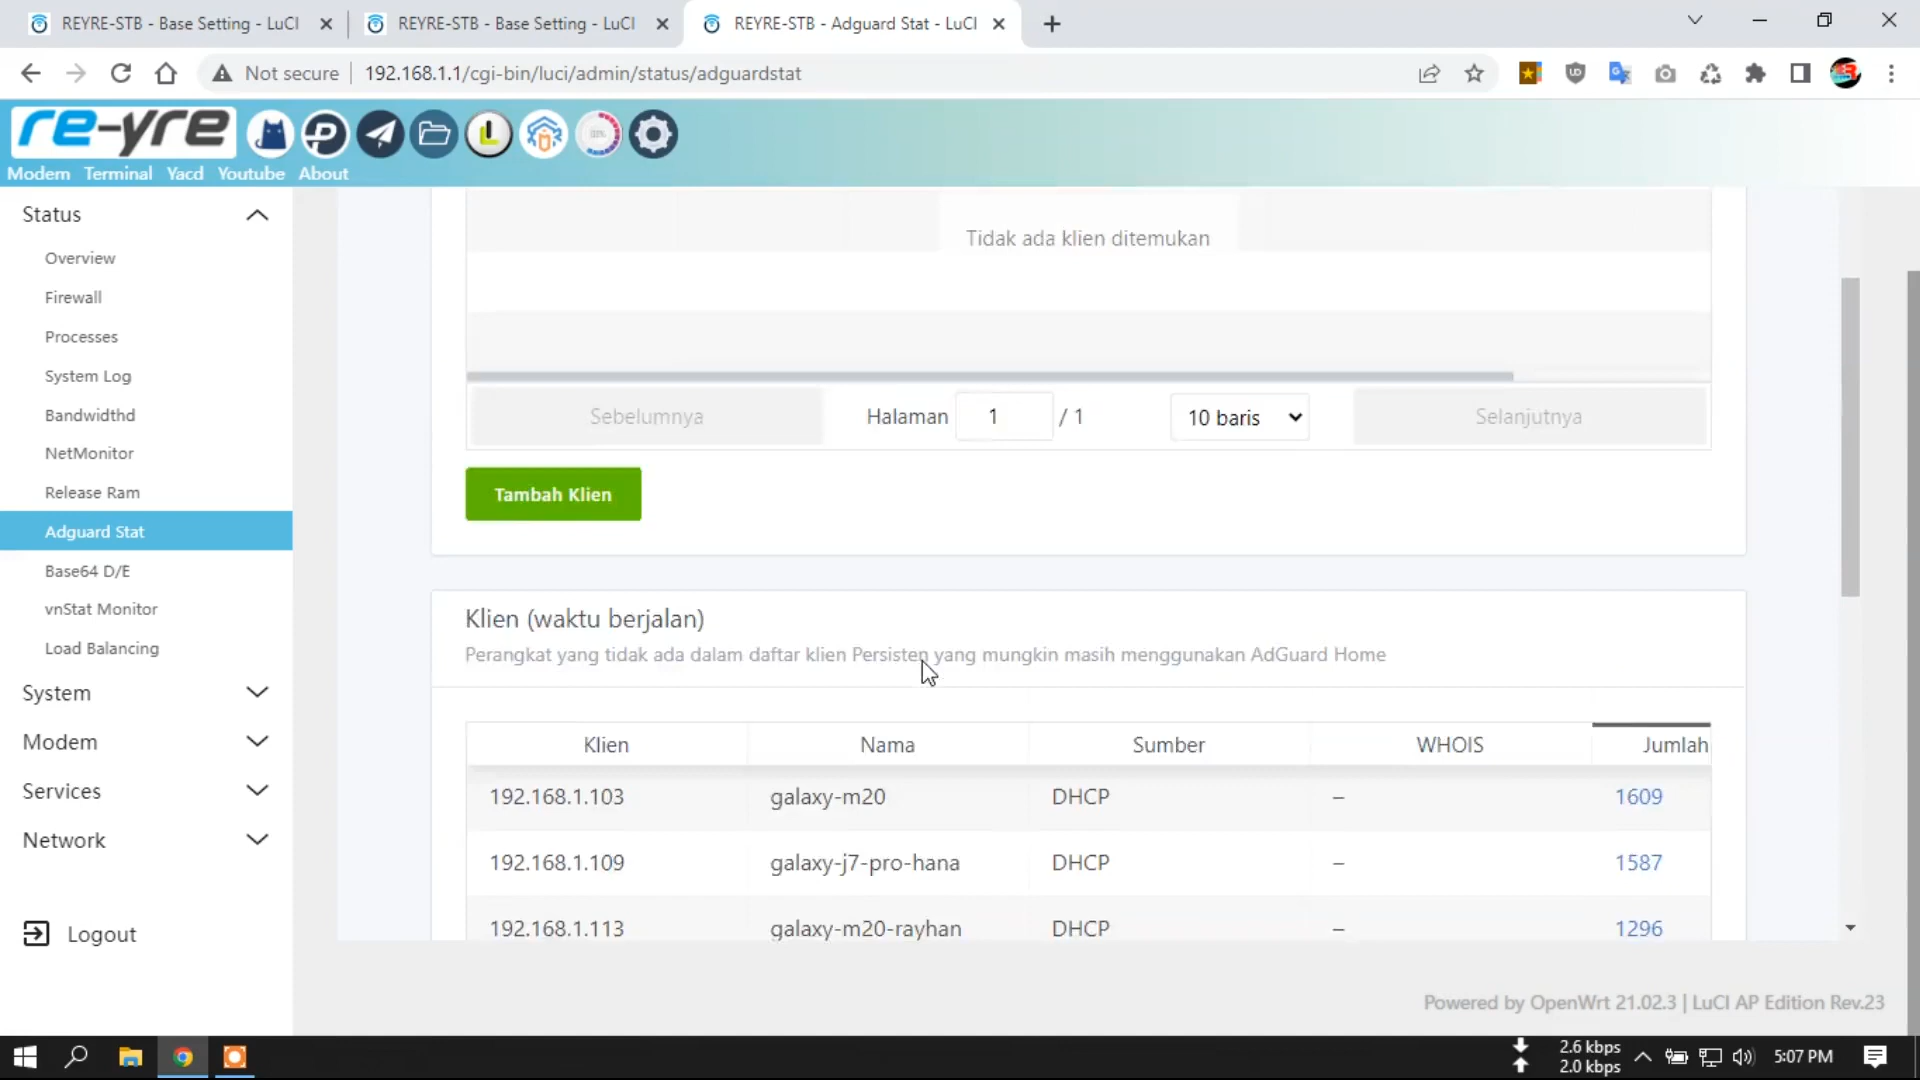 REYRE-STB - Base Setting - LuCI
REYRE-STB - Base Setting - LuCI
REYRE-STB - Adguard Stat - LuCI
Not secure
192.168.1.1/cgi-bin/luci/admin/status/adguardstat
re-yre
Modem Terminal Yacd Youtube About
Status
Overview
Firewall
Processes
System Log
Bandwidthd
NetMonitor
Release Ram
Adguard Stat
Base64 D/E
vnStat Monitor
Load Balancing
System
Modem
Services
Network
Logout
Tidak ada klien ditemukan
Sebelumnya
Halaman 1 / 1
10 baris
Selanjutnya
Tambah Klien
Klien (waktu berjalan)
Perangkat yang tidak ada dalam daftar klien Persisten yang mungkin masih menggunakan AdGuard Home
Klien Nama Sumber WHOIS Jumlah
192.168.1.103 galaxy-m20 DHCP – 1609
192.168.1.109 galaxy-j7-pro-hana DHCP – 1587
192.168.1.113 galaxy-m20-rayhan DHCP – 1296
Powered by OpenWrt 21.02.3 | LuCI AP Edition Rev.23
2.6 kbps
2.0 kbps
5:07 PM